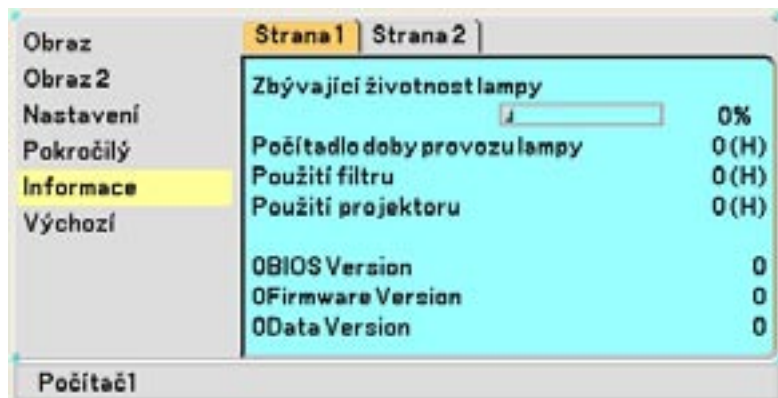 Obraz
Obraz 2
Nastavení
Pokročilý
Informace
Výchozí
Strana 1 Strana 2
Zbývající životnost lampy
0%
Počítadlo doby provozu lampy 0 (H)
Použití filtru 0 (H)
Použití projektoru 0 (H)
0BIOS Version 0
0Firmware Version 0
0Data Version 0
Počítač1